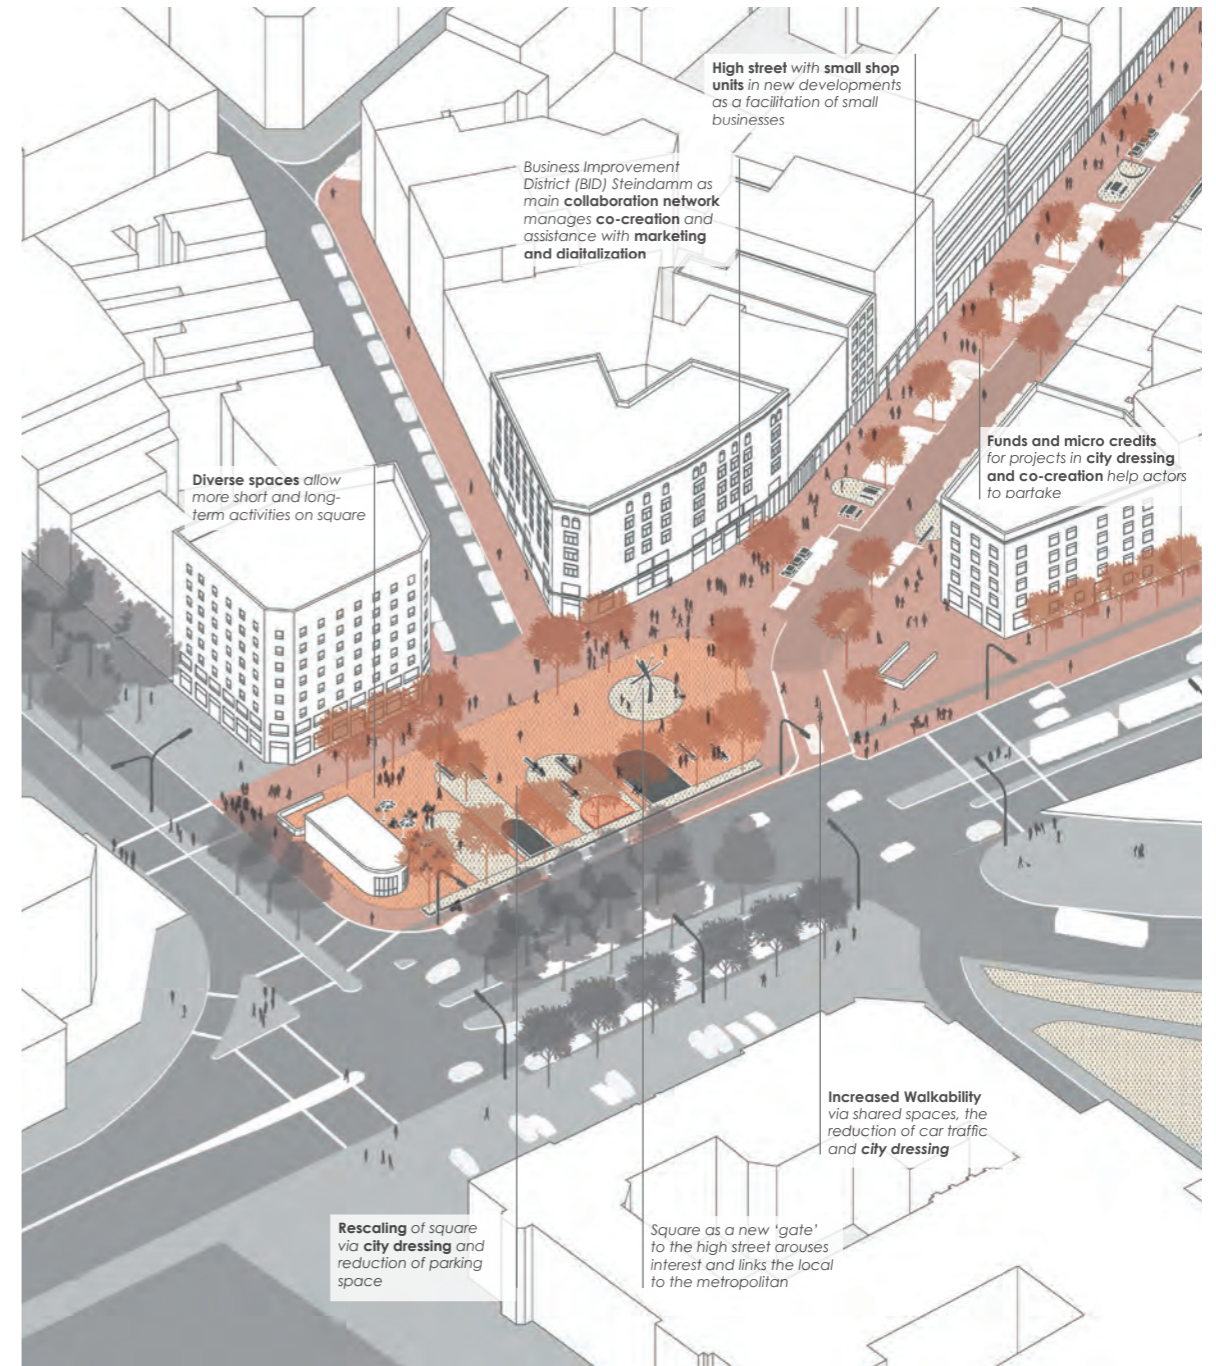 High street with small shop
units in new developments
as a facilitation of small
businesses
Business Improvement
District (BID) Steindamm as
main collaboration network
manages co-creation and
assistance with marketing
and diaitalization
Diverse spaces allow
more short and long-
term activities on square
Funds and micro credits
for projects in city dressing
and co-creation help actors
to partake
Increased Walkability
via shared spaces, the
reduction of car traffic
and city dressing
Rescaling of square
via city dressing and
reduction of parking
space
Square as a new ‘gate’
to the high street arouses
interest and links the local
to the metropolitan